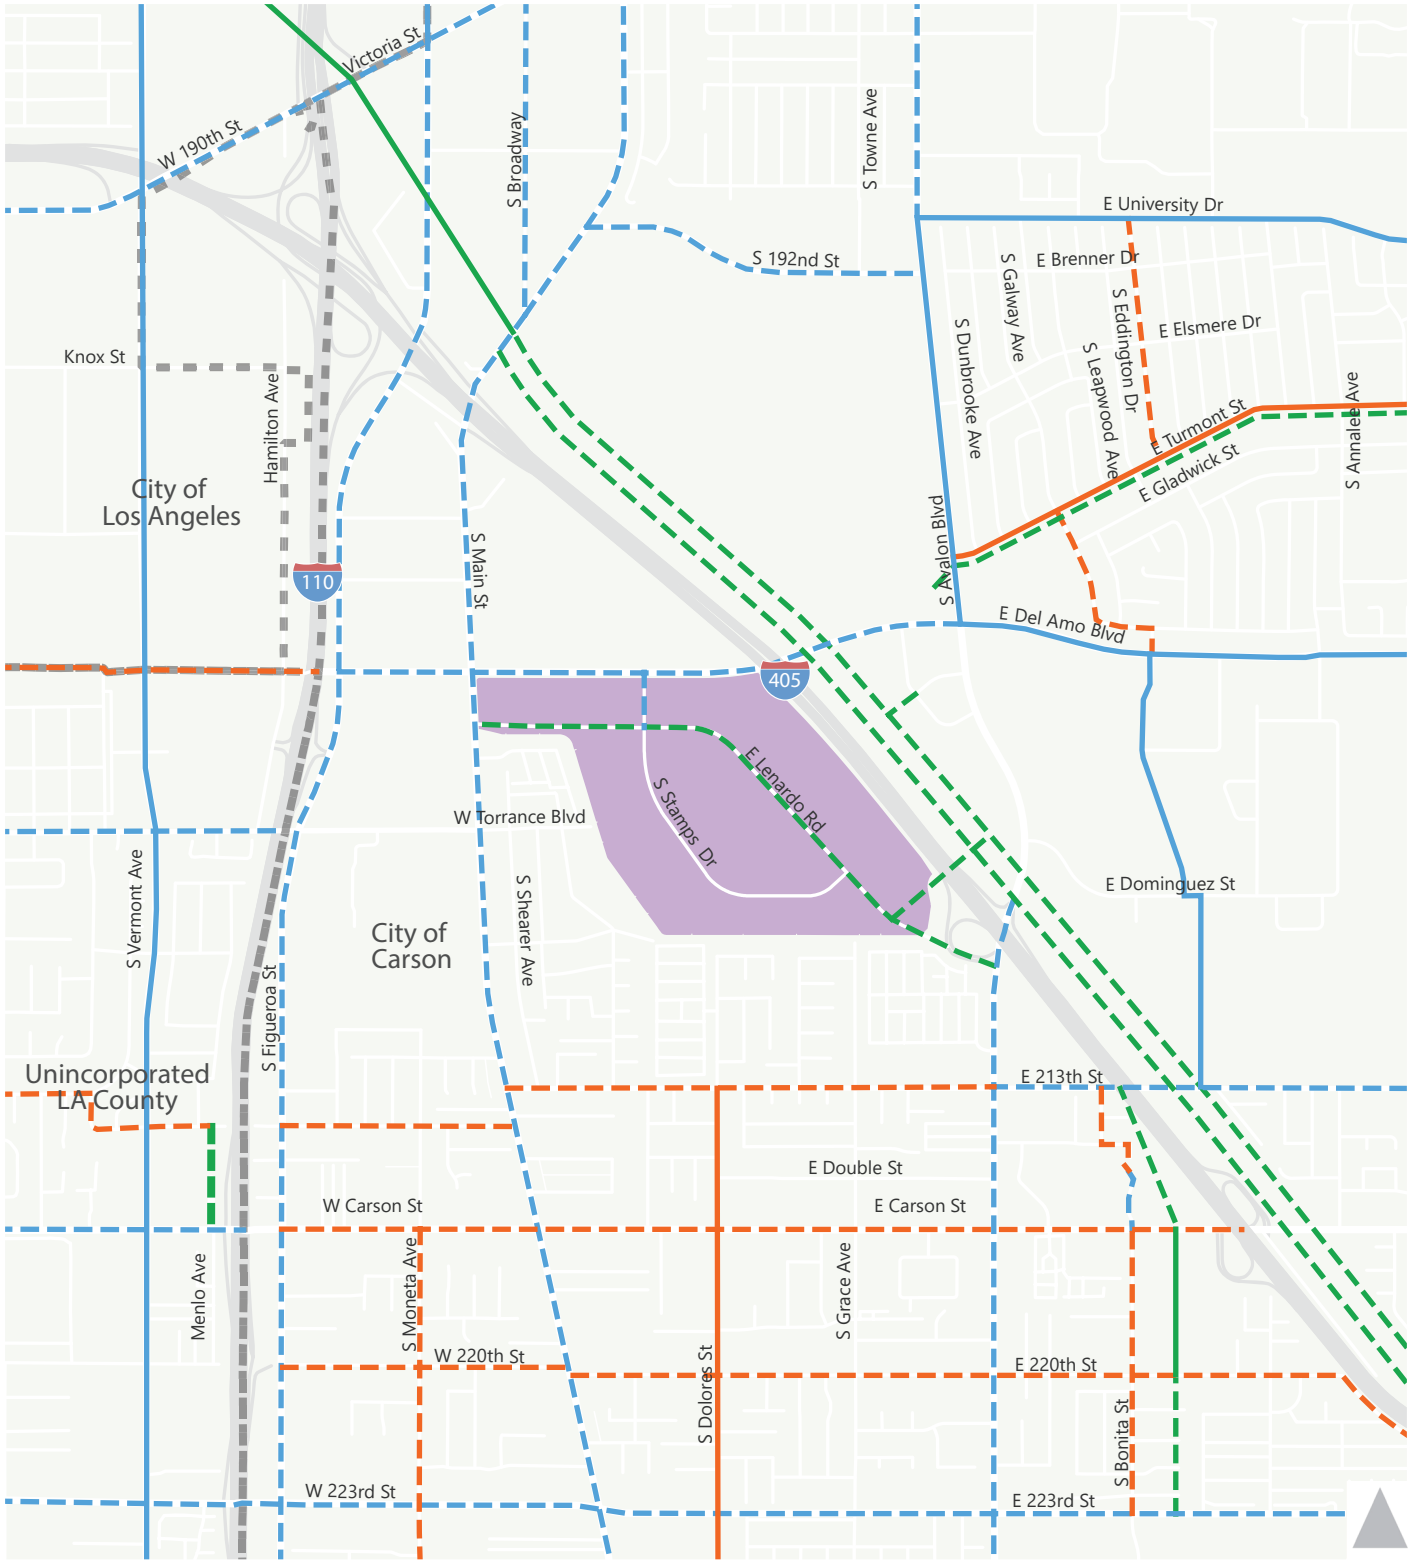 Victoria St
W 190th St
S Broadway
S Towne Ave
E University Dr
S 192nd St
E Brenner Dr
S Galway Ave
S Eddington Dr
E Elsmere Dr
S Dunbrooke Ave
S Leapwood Ave
Knox St
Hamilton Ave
E Turmont St
S Annalee Ave
E Gladwick St
City of
Los Angeles
S Avalon Blvd
S Main St
110
E Del Amo Blvd
405
E Lenardo Rd
S Stamps Dr
W Torrance Blvd
S Vermont Ave
S Shearer Ave
E Dominguez St
City of
Carson
S Figueroa St
Unincorporated
LA County
E 213th St
E Double St
W Carson St
E Carson St
Menlo Ave
S Moneta Ave
S Grace Ave
W 220th St
S Dolores St
E 220th St
S Bonita St
W 223rd St
E 223rd St